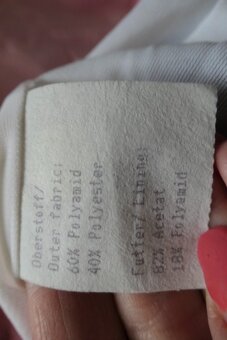 Oberstoff/
Outer fabric:
60% Polyamid
40% Polyester
Futter/ Lining:
82% Acetat
18% Polyamid